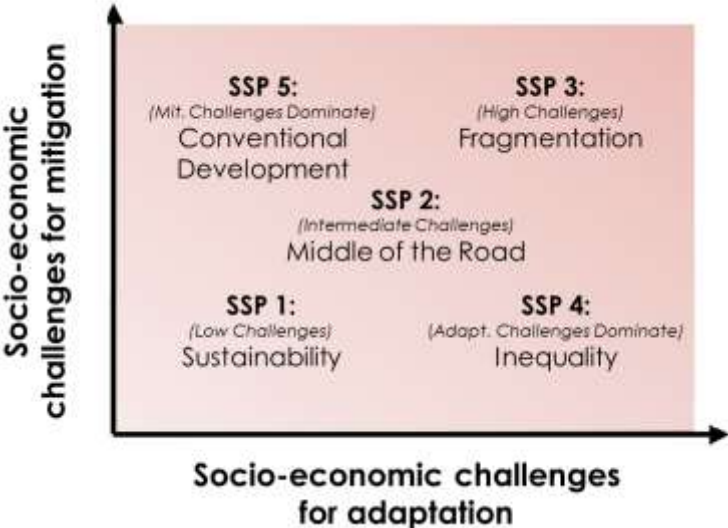 Socio-economic
challenges for mitigation
SSP 5:
(Mit. Challenges Dominate)
Conventional
Development
SSP 3:
(High Challenges)
Fragmentation
SSP 2:
(Intermediate Challenges)
Middle of the Road
SSP 1:
(Low Challenges)
Sustainability
SSP 4:
(Adapt. Challenges Dominate)
Inequality
Socio-economic challenges
for adaptation